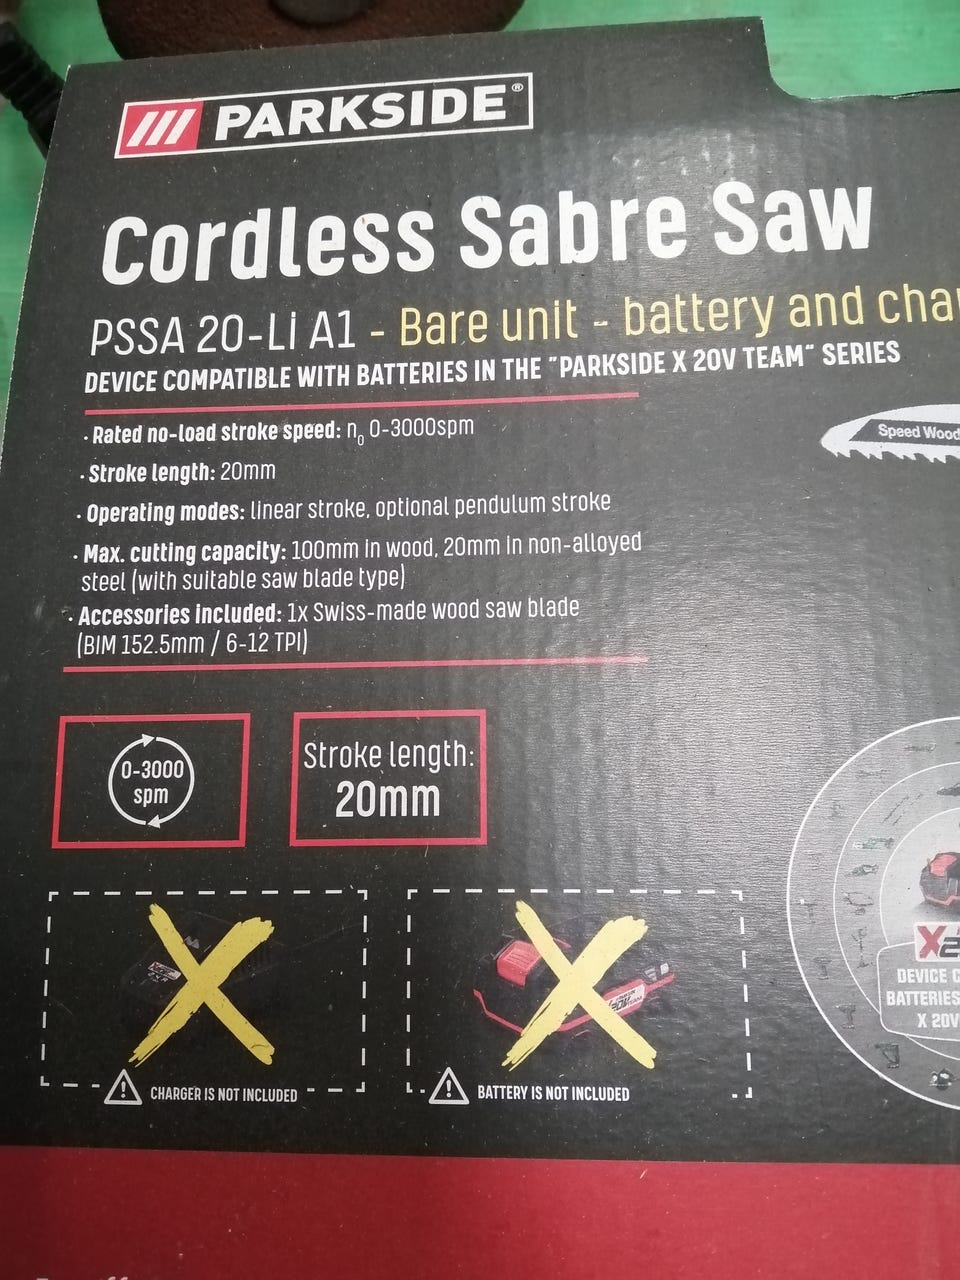 PARKSIDE®
Cordless Sabre Saw
PSSA 20-Li A1 - Bare unit - battery and cha
DEVICE COMPATIBLE WITH BATTERIES IN THE "PARKSIDE X 20V TEAM" SERIES
· Rated no-load stroke speed: n₀ 0-3000spm
· Stroke length: 20mm
· Operating modes: linear stroke, optional pendulum stroke
· Max. cutting capacity: 100mm in wood, 20mm in non-alloyed
steel (with suitable saw blade type)
· Accessories included: 1x Swiss-made wood saw blade
(BIM 152.5mm / 6-12 TPI)
Speed Wood
0-3000
spm
Stroke length:
20mm
X2
DEVICE C
BATTERIES
X 20V
CHARGER IS NOT INCLUDED
BATTERY IS NOT INCLUDED